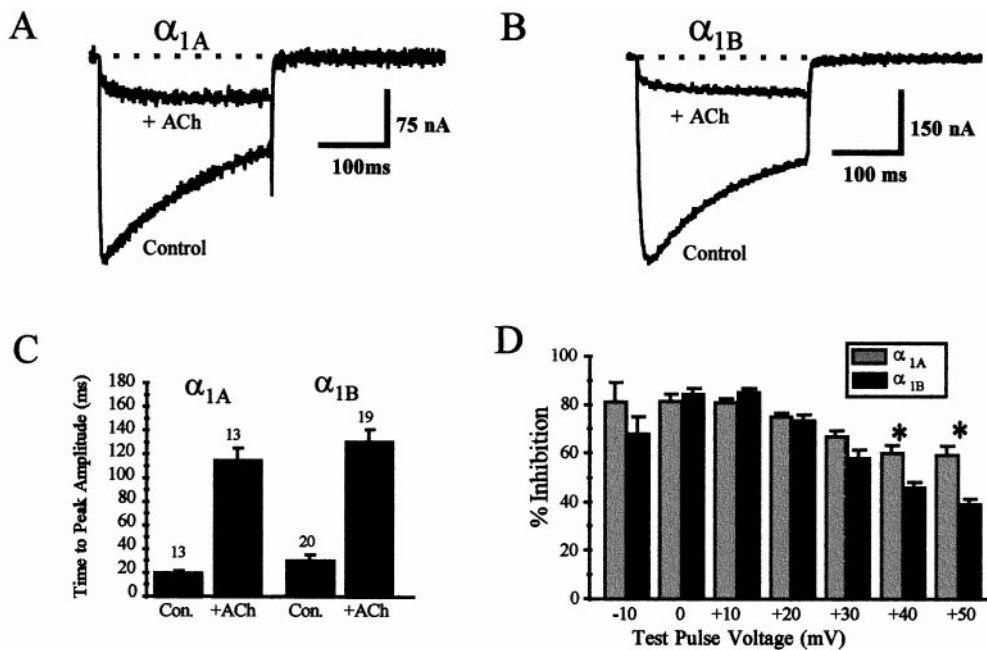 A
α1A
+ ACh
75 nA
100ms
Control
B
α1B
+ ACh
150 nA
100 ms
Control
C
Time to Peak Amplitude (ms)
180
160
140
120
100
80
60
40
20
0
α1A
α1B
13
13
20
19
Con.
+ACh
Con.
+ACh
D
% Inhibition
100
80
60
40
20
0
α1A
α1B
*
*
-10
0
+10
+20
+30
+40
+50
Test Pulse Voltage (mV)